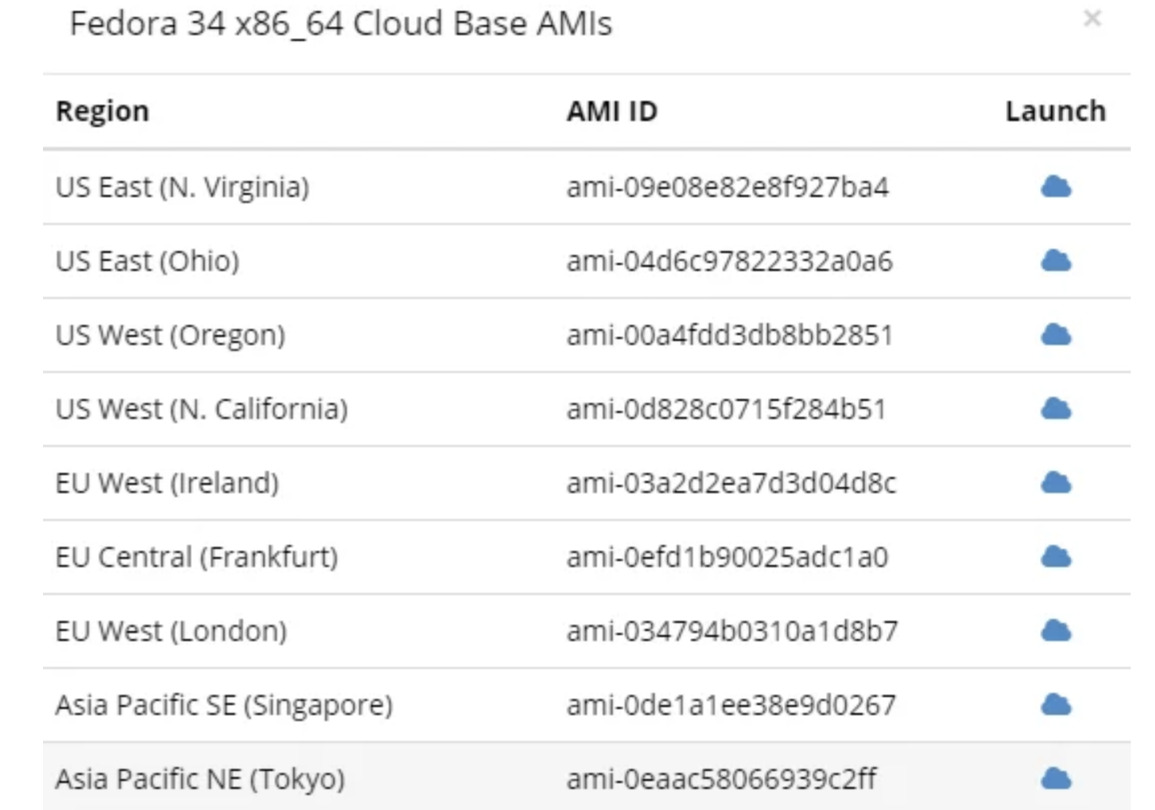 Fedora 34 x86_64 Cloud Base AMIs ×
Region AMI ID Launch
US East (N. Virginia) ami-09e08e82e8f927ba4
US East (Ohio) ami-04d6c97822332a0a6
US West (Oregon) ami-00a4fdd3db8bb2851
US West (N. California) ami-0d828c0715f284b51
EU West (Ireland) ami-03a2d2ea7d3d04d8c
EU Central (Frankfurt) ami-0efd1b90025adc1a0
EU West (London) ami-034794b0310a1d8b7
Asia Pacific SE (Singapore) ami-0de1a1ee38e9d0267
Asia Pacific NE (Tokyo) ami-0eaac58066939c2ff